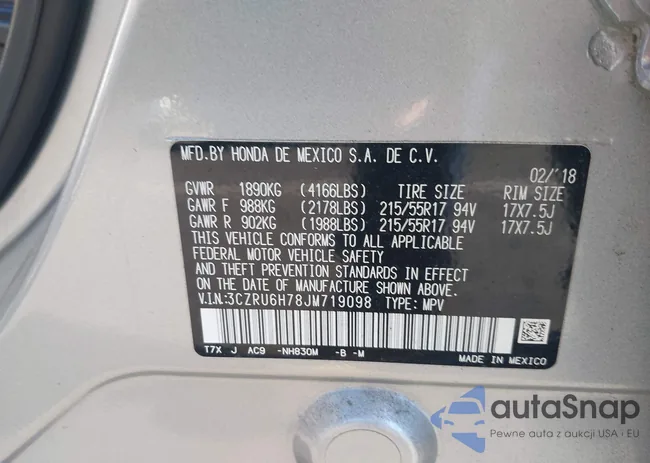 MFD. BY HONDA DE MEXICO S.A. DE C.V.
02/'18
GVWR 1890KG (4166LBS) TIRE SIZE RIM SIZE
GAWR F 988KG (2178LBS) 215/55R17 94V 17X7.5J
GAWR R 902KG (1988LBS) 215/55R17 94V 17X7.5J
THIS VEHICLE CONFORMS TO ALL APPLICABLE
FEDERAL MOTOR VEHICLE SAFETY
AND THEFT PREVENTION STANDARDS IN EFFECT
ON THE DATE OF MANUFACTURE SHOWN ABOVE.
V.I.N:3CZRU6H78JM719098 TYPE: MPV
T7X J AC9 -NH830M -B -M
MADE IN MEXICO
autaSnap
Pewne auta z aukcji USA i EU